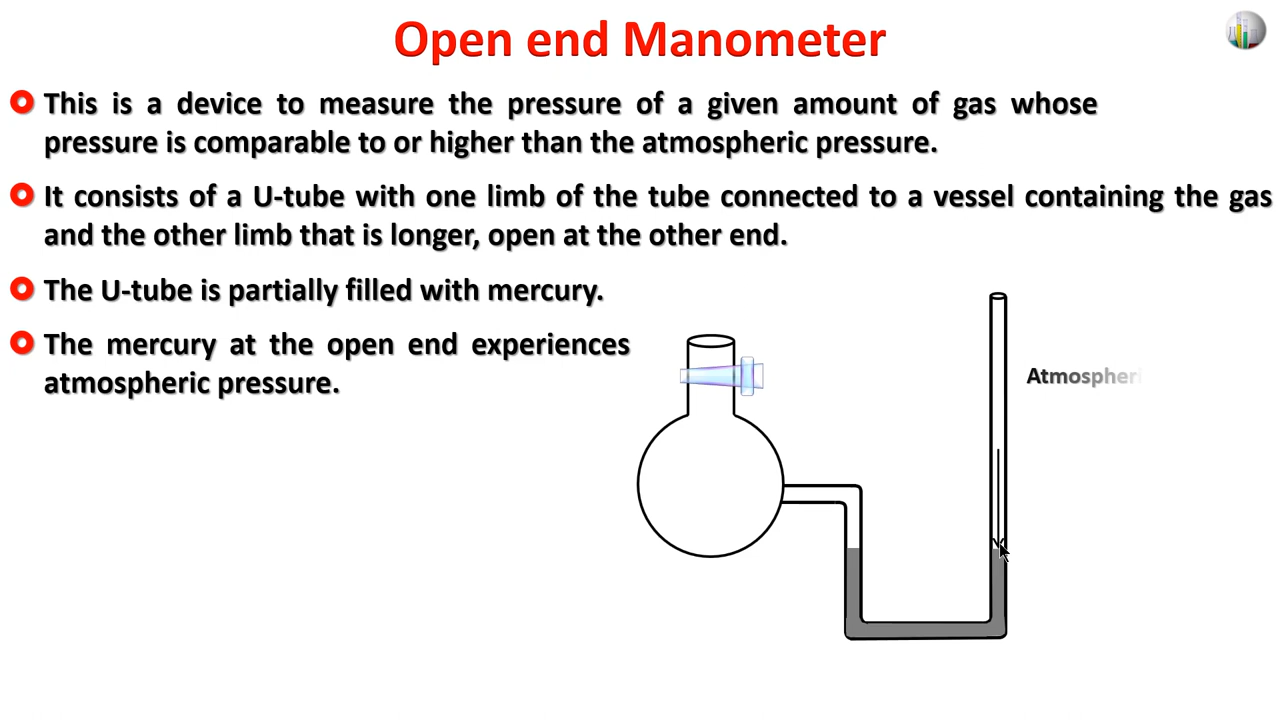 Open end Manometer
This is a device to measure the pressure of a given amount of gas whose
pressure is comparable to or higher than the atmospheric pressure.
It consists of a U-tube with one limb of the tube connected to a vessel containing the gas
and the other limb that is longer, open at the other end.
The U-tube is partially filled with mercury.
The mercury at the open end experiences
atmospheric pressure.
Atmospheri